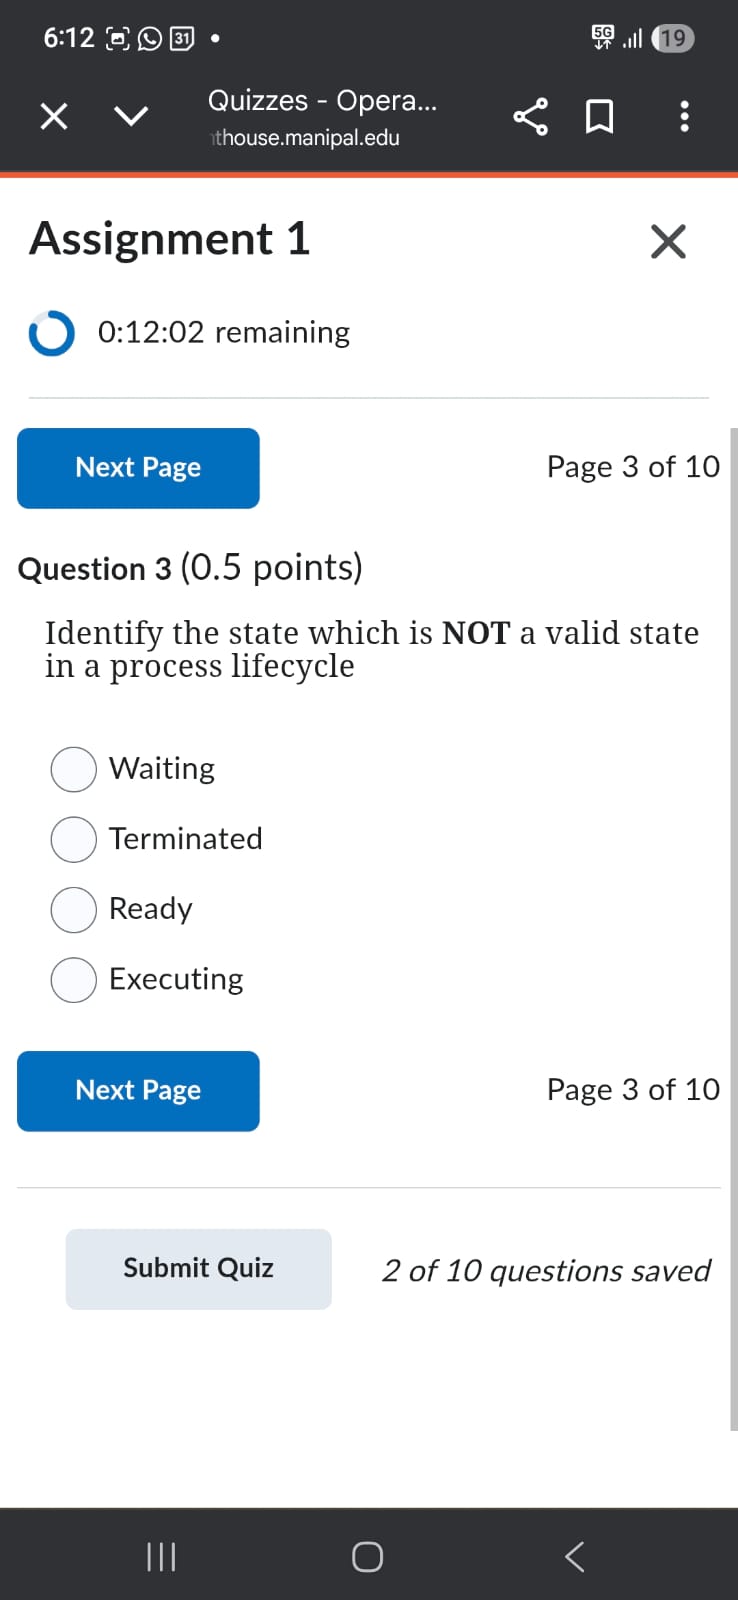 6:12 31
5G 19
Quizzes - Opera...
thouse.manipal.edu
Assignment 1
0:12:02 remaining
Next Page
Page 3 of 10
Question 3 (0.5 points)
Identify the state which is NOT a valid state
in a process lifecycle
Waiting
Terminated
Ready
Executing
Next Page
Page 3 of 10
Submit Quiz
2 of 10 questions saved